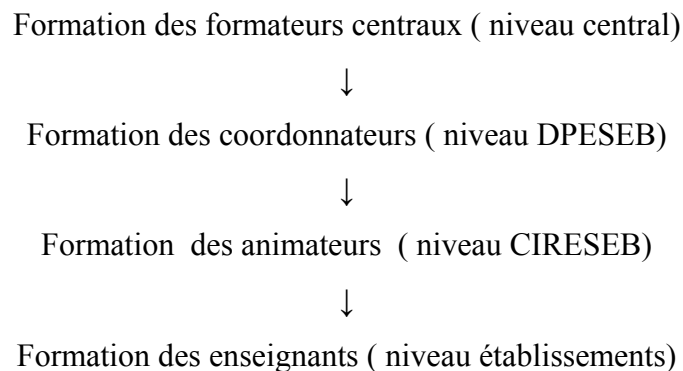 Formation des formateurs centraux ( niveau central)
↓
Formation des coordonnateurs ( niveau DPESEB)
↓
Formation des animateurs ( niveau CIRESEB)
↓
Formation des enseignants ( niveau établissements)